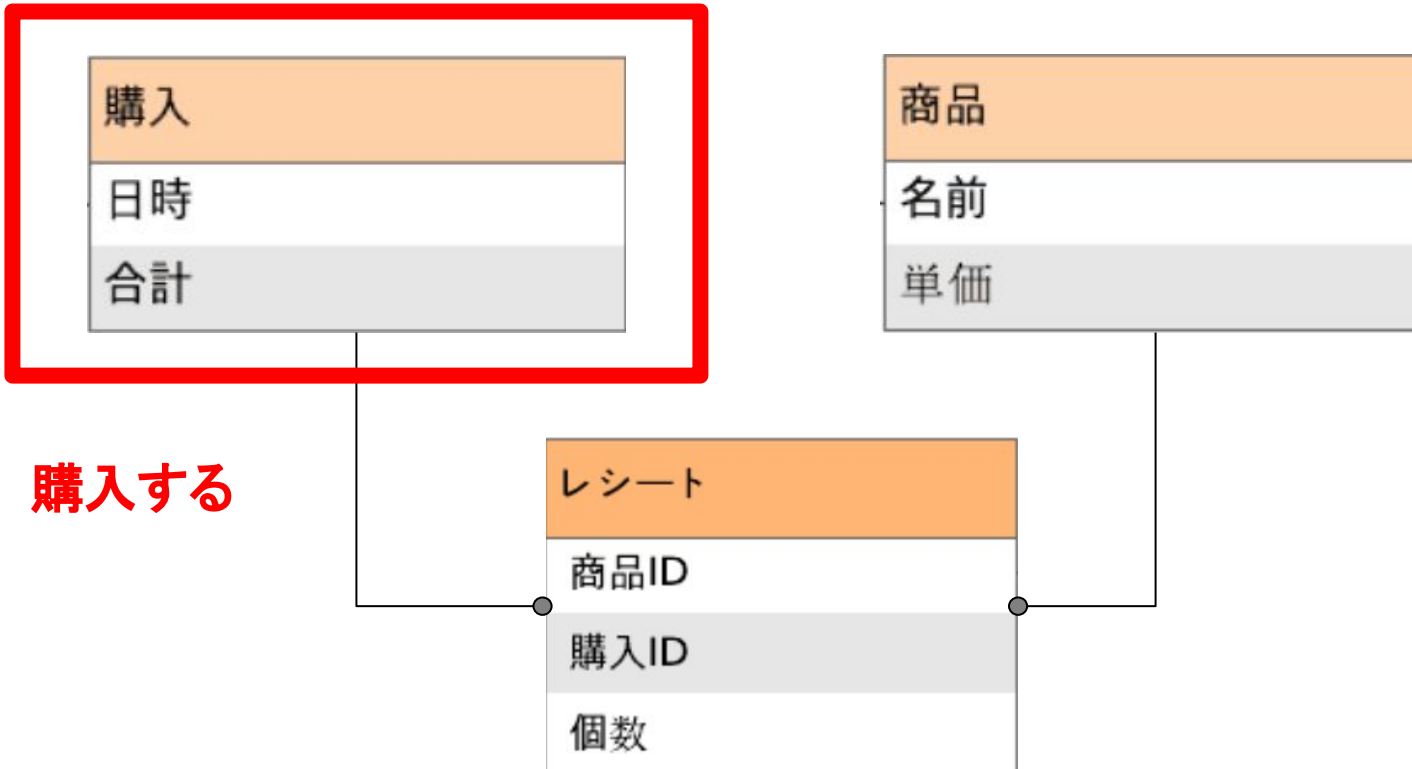 購入
日時
合計
商品
名前
単価
購入する
レシート
商品ID
購入ID
個数